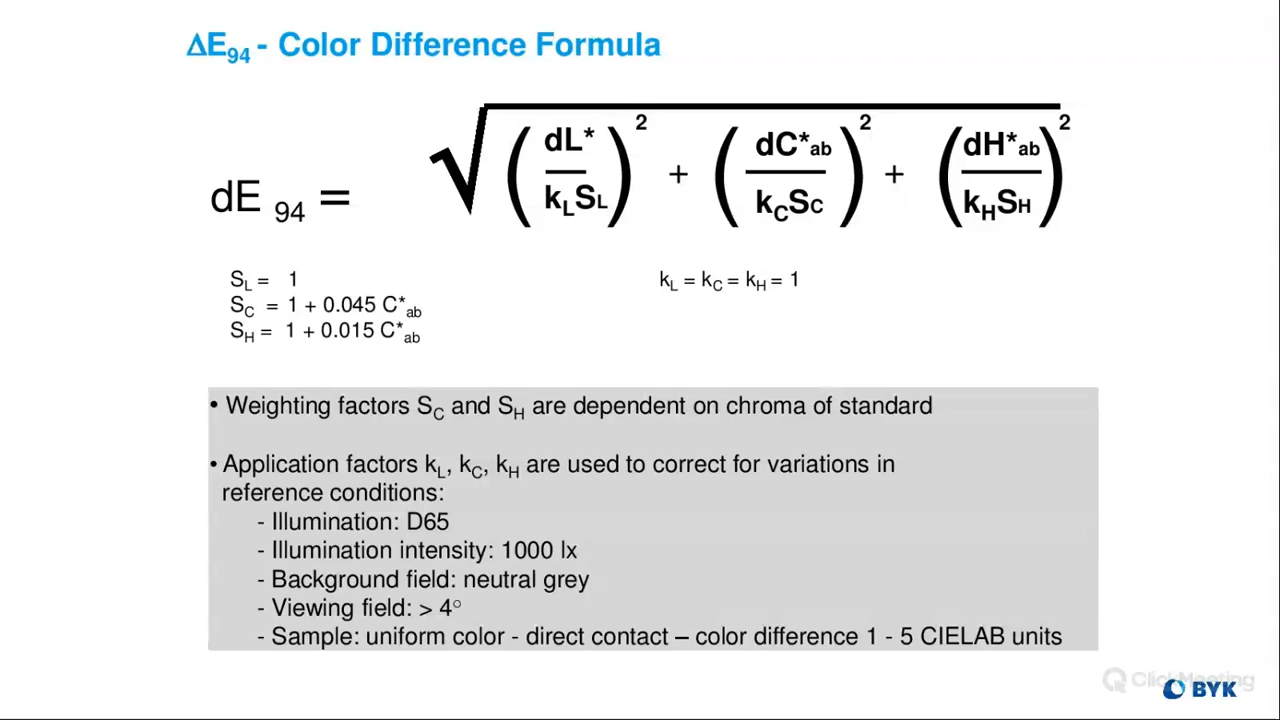 ΔE94 - Color Difference Formula
dE 94 = √ (dL* / kLSL)2 + (dC*ab / kCSC)2 + (dH*ab / kHSH)2
SL = 1
kL = kC = kH = 1
SC = 1 + 0.045 C*ab
SH = 1 + 0.015 C*ab
• Weighting factors SC and SH are dependent on chroma of standard
• Application factors kL, kC, kH are used to correct for variations in
reference conditions:
- Illumination: D65
- Illumination intensity: 1000 lx
- Background field: neutral grey
- Viewing field: > 4°
- Sample: uniform color - direct contact – color difference 1 - 5 CIELAB units
ClickMeeting
BYK